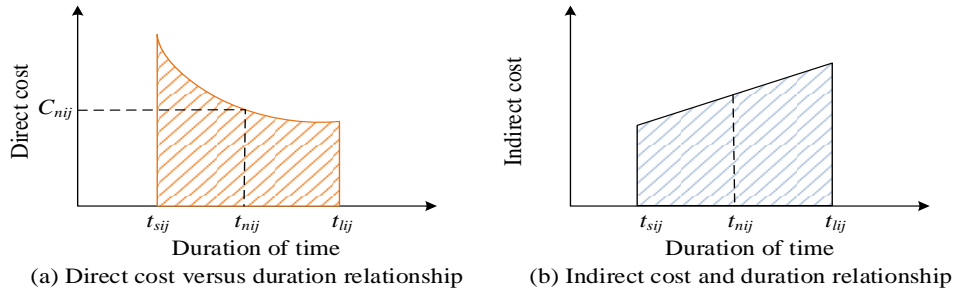 Direct cost
C_nij
t_sij
t_nij
t_lij
Duration of time
(a) Direct cost versus duration relationship
Indirect cost
t_sij
t_nij
t_lij
Duration of time
(b) Indirect cost and duration relationship